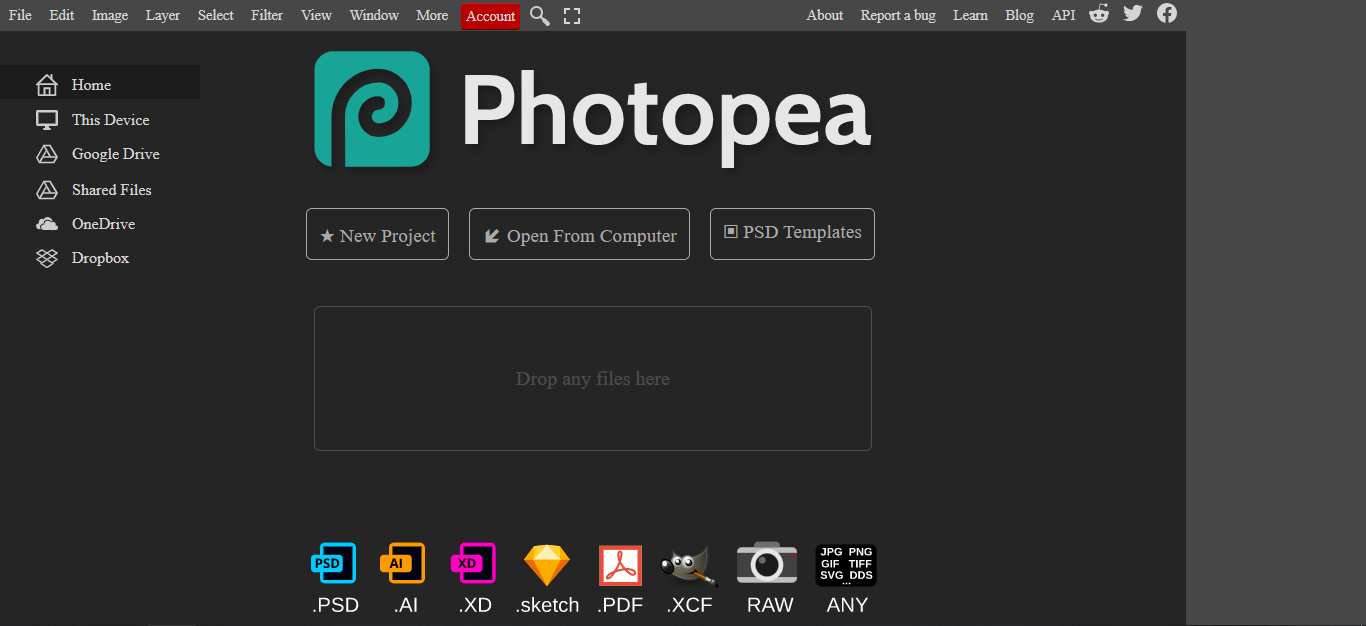 File Edit Image Layer Select Filter View Window More Account About Report a bug Learn Blog API
Home
This Device
Google Drive
Shared Files
OneDrive
Dropbox
Photopea
New Project Open From Computer PSD Templates
Drop any files here
PSD AI XD JPG PNG
GIF TIFF
SVG DDS
...
.PSD .AI .XD .sketch .PDF .XCF RAW ANY